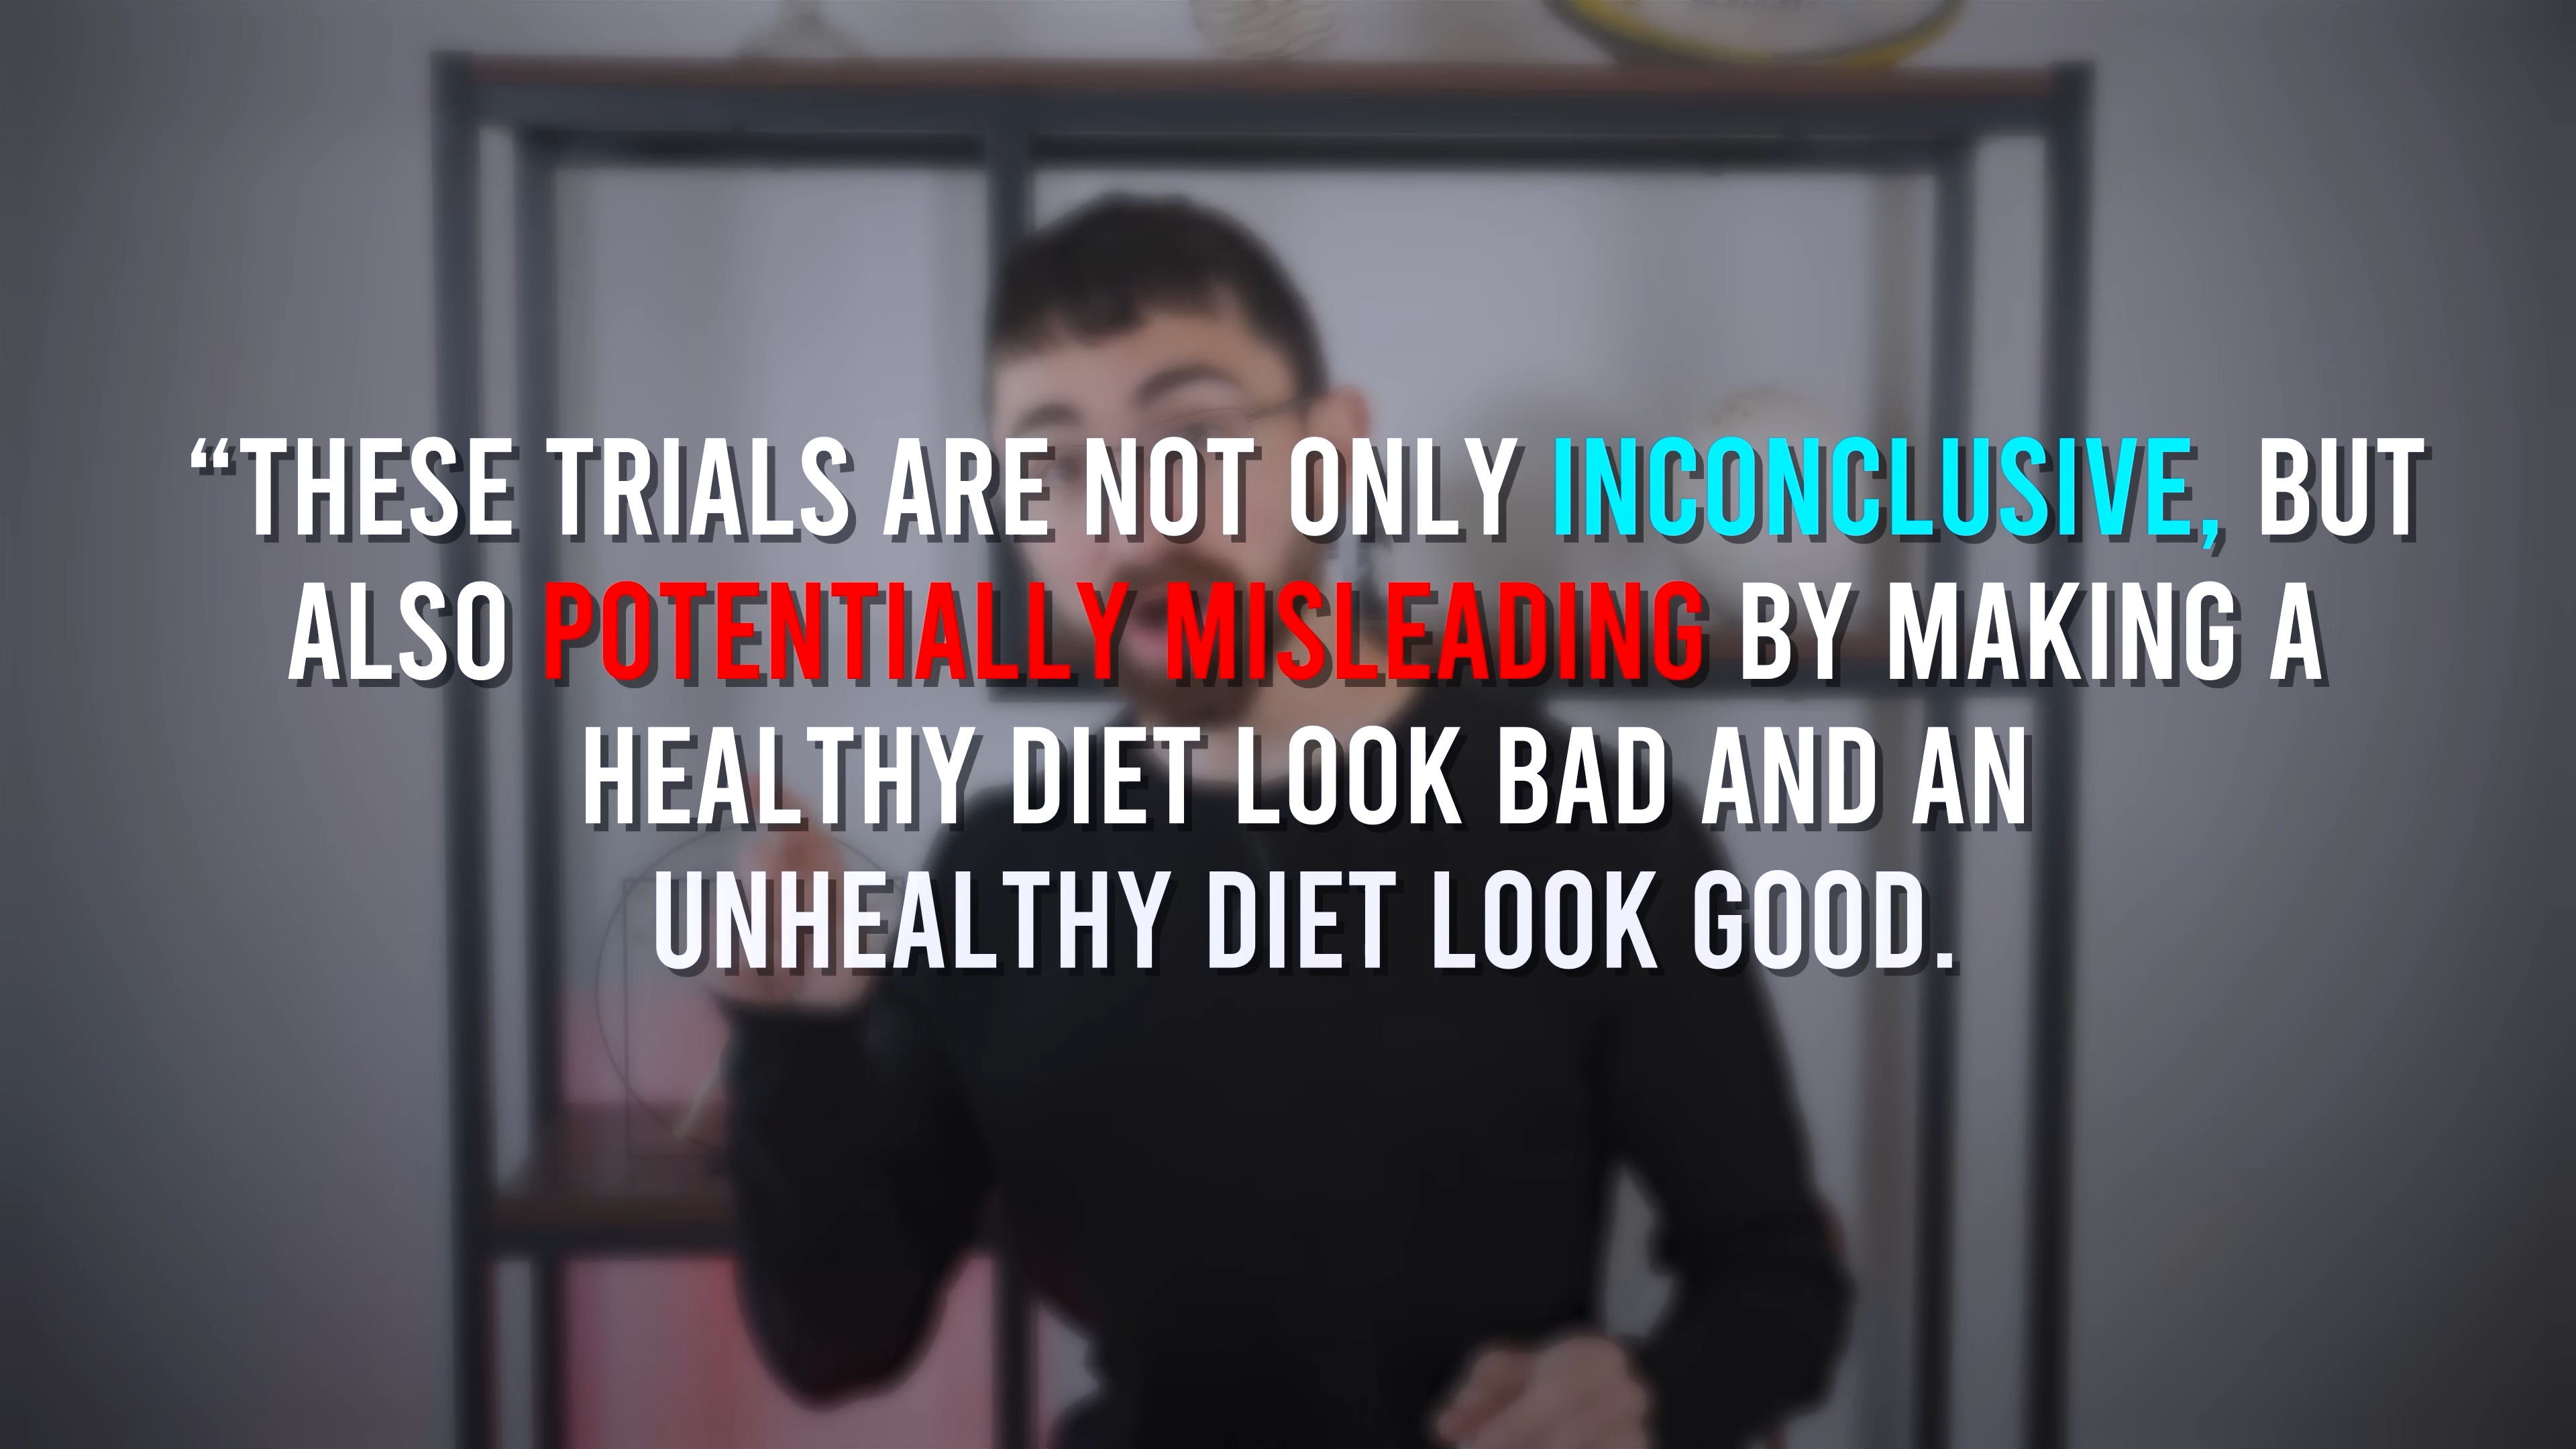 “THESE TRIALS ARE NOT ONLY INCONCLUSIVE, BUT
ALSO POTENTIALLY MISLEADING BY MAKING A
HEALTHY DIET LOOK BAD AND AN
UNHEALTHY DIET LOOK GOOD.